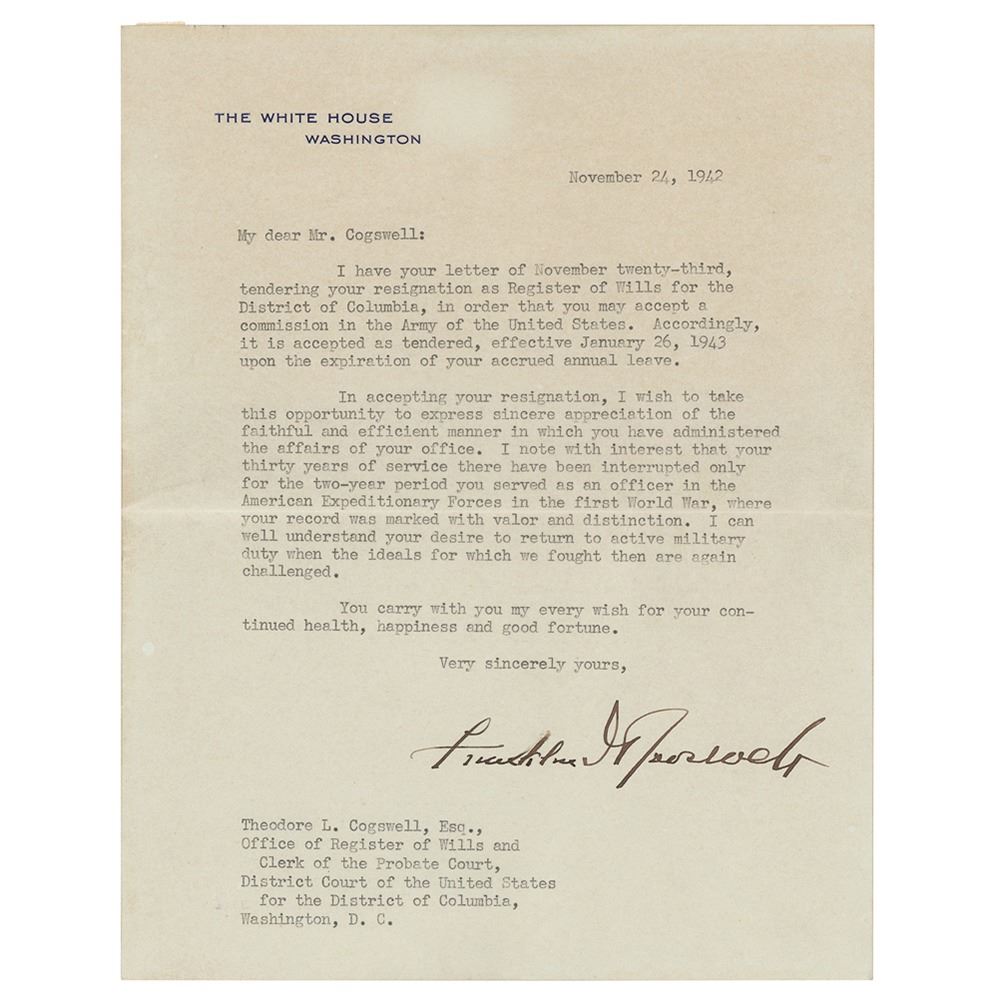 THE WHITE HOUSE
WASHINGTON
November 24, 1942
My dear Mr. Cogswell:
I have your letter of November twenty-third,
tendering your resignation as Register of Wills for the
District of Columbia, in order that you may accept a
commission in the Army of the United States. Accordingly,
it is accepted as tendered, effective January 26, 1943
upon the expiration of your accrued annual leave.
In accepting your resignation, I wish to take
this opportunity to express sincere appreciation of the
faithful and efficient manner in which you have administered
the affairs of your office. I note with interest that your
thirty years of service there have been interrupted only
for the two-year period you served as an officer in the
American Expeditionary Forces in the first World War, where
your record was marked with valor and distinction. I can
well understand your desire to return to active military
duty when the ideals for which we fought then are again
challenged.
You carry with you my every wish for your con-
tinued health, happiness and good fortune.
Very sincerely yours,
Franklin D Roosevelt
Theodore L. Cogswell, Esq.,
Office of Register of Wills and
Clerk of the Probate Court,
District Court of the United States
for the District of Columbia,
Washington, D. C.